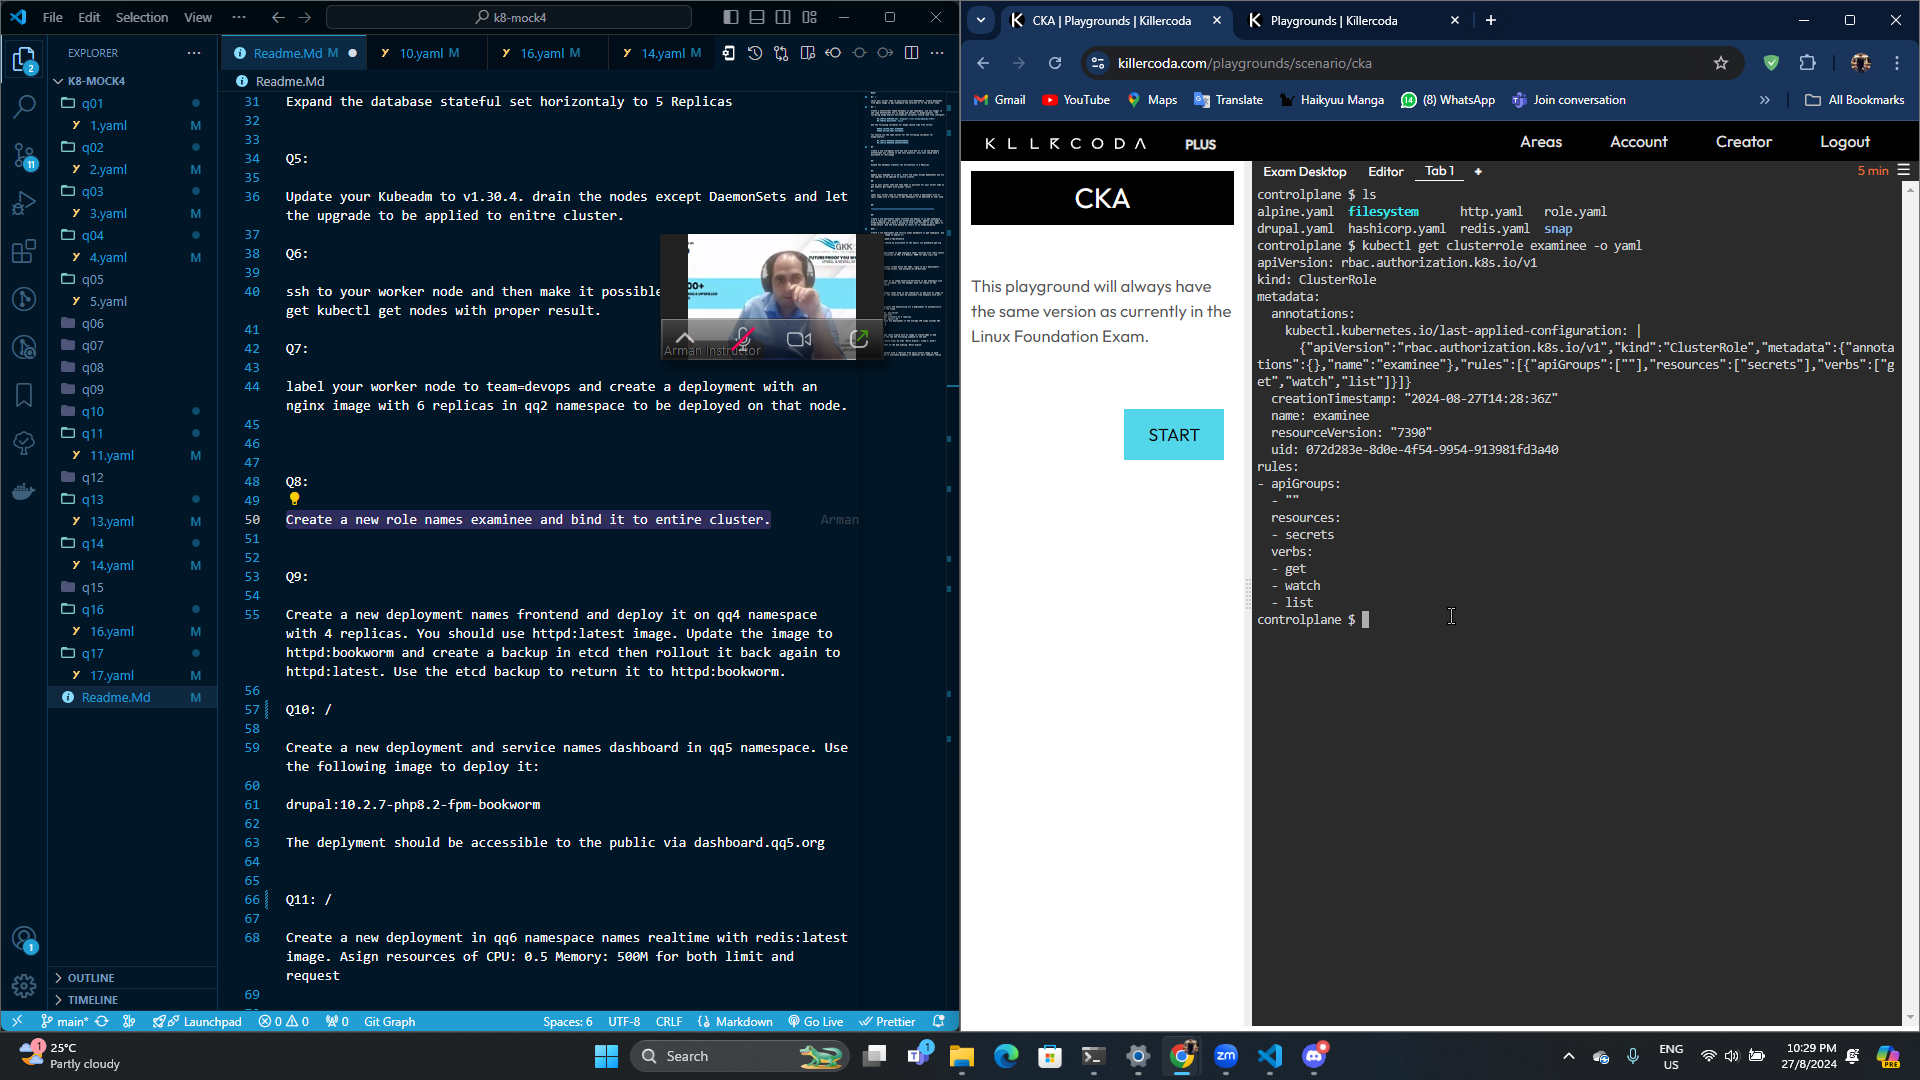 File Edit Selection View ··· k8-mock4
EXPLORER ···
K8-MOCK4
q01
1.yaml M
q02
2.yaml M
q03
3.yaml M
q04
4.yaml M
q05
5.yaml
q06
q07
q08
q09
q10
q11
11.yaml M
q12
q13
13.yaml M
q14
14.yaml M
q15
q16
16.yaml M
q17
17.yaml M
Readme.Md M
OUTLINE
TIMELINE
Readme.Md M ● 10.yaml M 16.yaml M 14.yaml M
Readme.Md
31 Expand the database stateful set horizontaly to 5 Replicas
32
33
34 Q5:
35
36 Update your Kubeadm to v1.30.4. drain the nodes except DaemonSets and let
the upgrade to be applied to enitre cluster.
37
38 Q6:
39
40 ssh to your worker node and then make it possible
get kubectl get nodes with proper result.
41
42 Q7:
43
44 label your worker node to team=devops and create a deployment with an
nginx image with 6 replicas in qq2 namespace to be deployed on that node.
45
46
47
48 Q8:
49
50 Create a new role names examinee and bind it to entire cluster. Arman
51
52
53 Q9:
54
55 Create a new deployment names frontend and deploy it on qq4 namespace
with 4 replicas. You should use httpd:latest image. Update the image to
httpd:bookworm and create a backup in etcd then rollout it back again to
httpd:latest. Use the etcd backup to return it to httpd:bookworm.
56
57 Q10: /
58
59 Create a new deployment and service names dashboard in qq5 namespace. Use
the following image to deploy it:
60
61 drupal:10.2.7-php8.2-fpm-bookworm
62
63 The deplyment should be accessible to the public via dashboard.qq5.org
64
65
66 Q11: /
67
68 Create a new deployment in qq6 namespace names realtime with redis:latest
image. Asign resources of CPU: 0.5 Memory: 500M for both limit and
request
69
GKK
FUTURE PROOF YOU
Arman Instructor
main* Launchpad 0 0 0 Git Graph Spaces: 6 UTF-8 CRLF Markdown Go Live Prettier
CKA | Playgrounds | Killercoda Playgrounds | Killercoda
killercoda.com/playgrounds/scenario/cka
Gmail YouTube Maps Translate Haikyuu Manga (8) WhatsApp Join conversation All Bookmarks
KLLRCODA PLUS Areas Account Creator Logout
CKA
This playground will always have
the same version as currently in the
Linux Foundation Exam.
START
Exam Desktop Editor Tab 1 + 5 min
controlplane $ ls
alpine.yaml filesystem http.yaml role.yaml
drupal.yaml hashicorp.yaml redis.yaml snap
controlplane $ kubectl get clusterrole examinee -o yaml
apiVersion: rbac.authorization.k8s.io/v1
kind: ClusterRole
metadata:
annotations:
kubectl.kubernetes.io/last-applied-configuration: |
{"apiVersion":"rbac.authorization.k8s.io/v1","kind":"ClusterRole","metadata":{"annota
tions":{},"name":"examinee"},"rules":[{"apiGroups":[""],"resources":["secrets"],"verbs":["g
et","watch","list"]}]}
creationTimestamp: "2024-08-27T14:28:36Z"
name: examinee
resourceVersion: "7390"
uid: 072d283e-8d0e-4f54-9954-913981fd3a40
rules:
- apiGroups:
- ""
resources:
- secrets
verbs:
- get
- watch
- list
controlplane $
25°C
Partly cloudy
Search
ENG
US
10:29 PM
27/8/2024